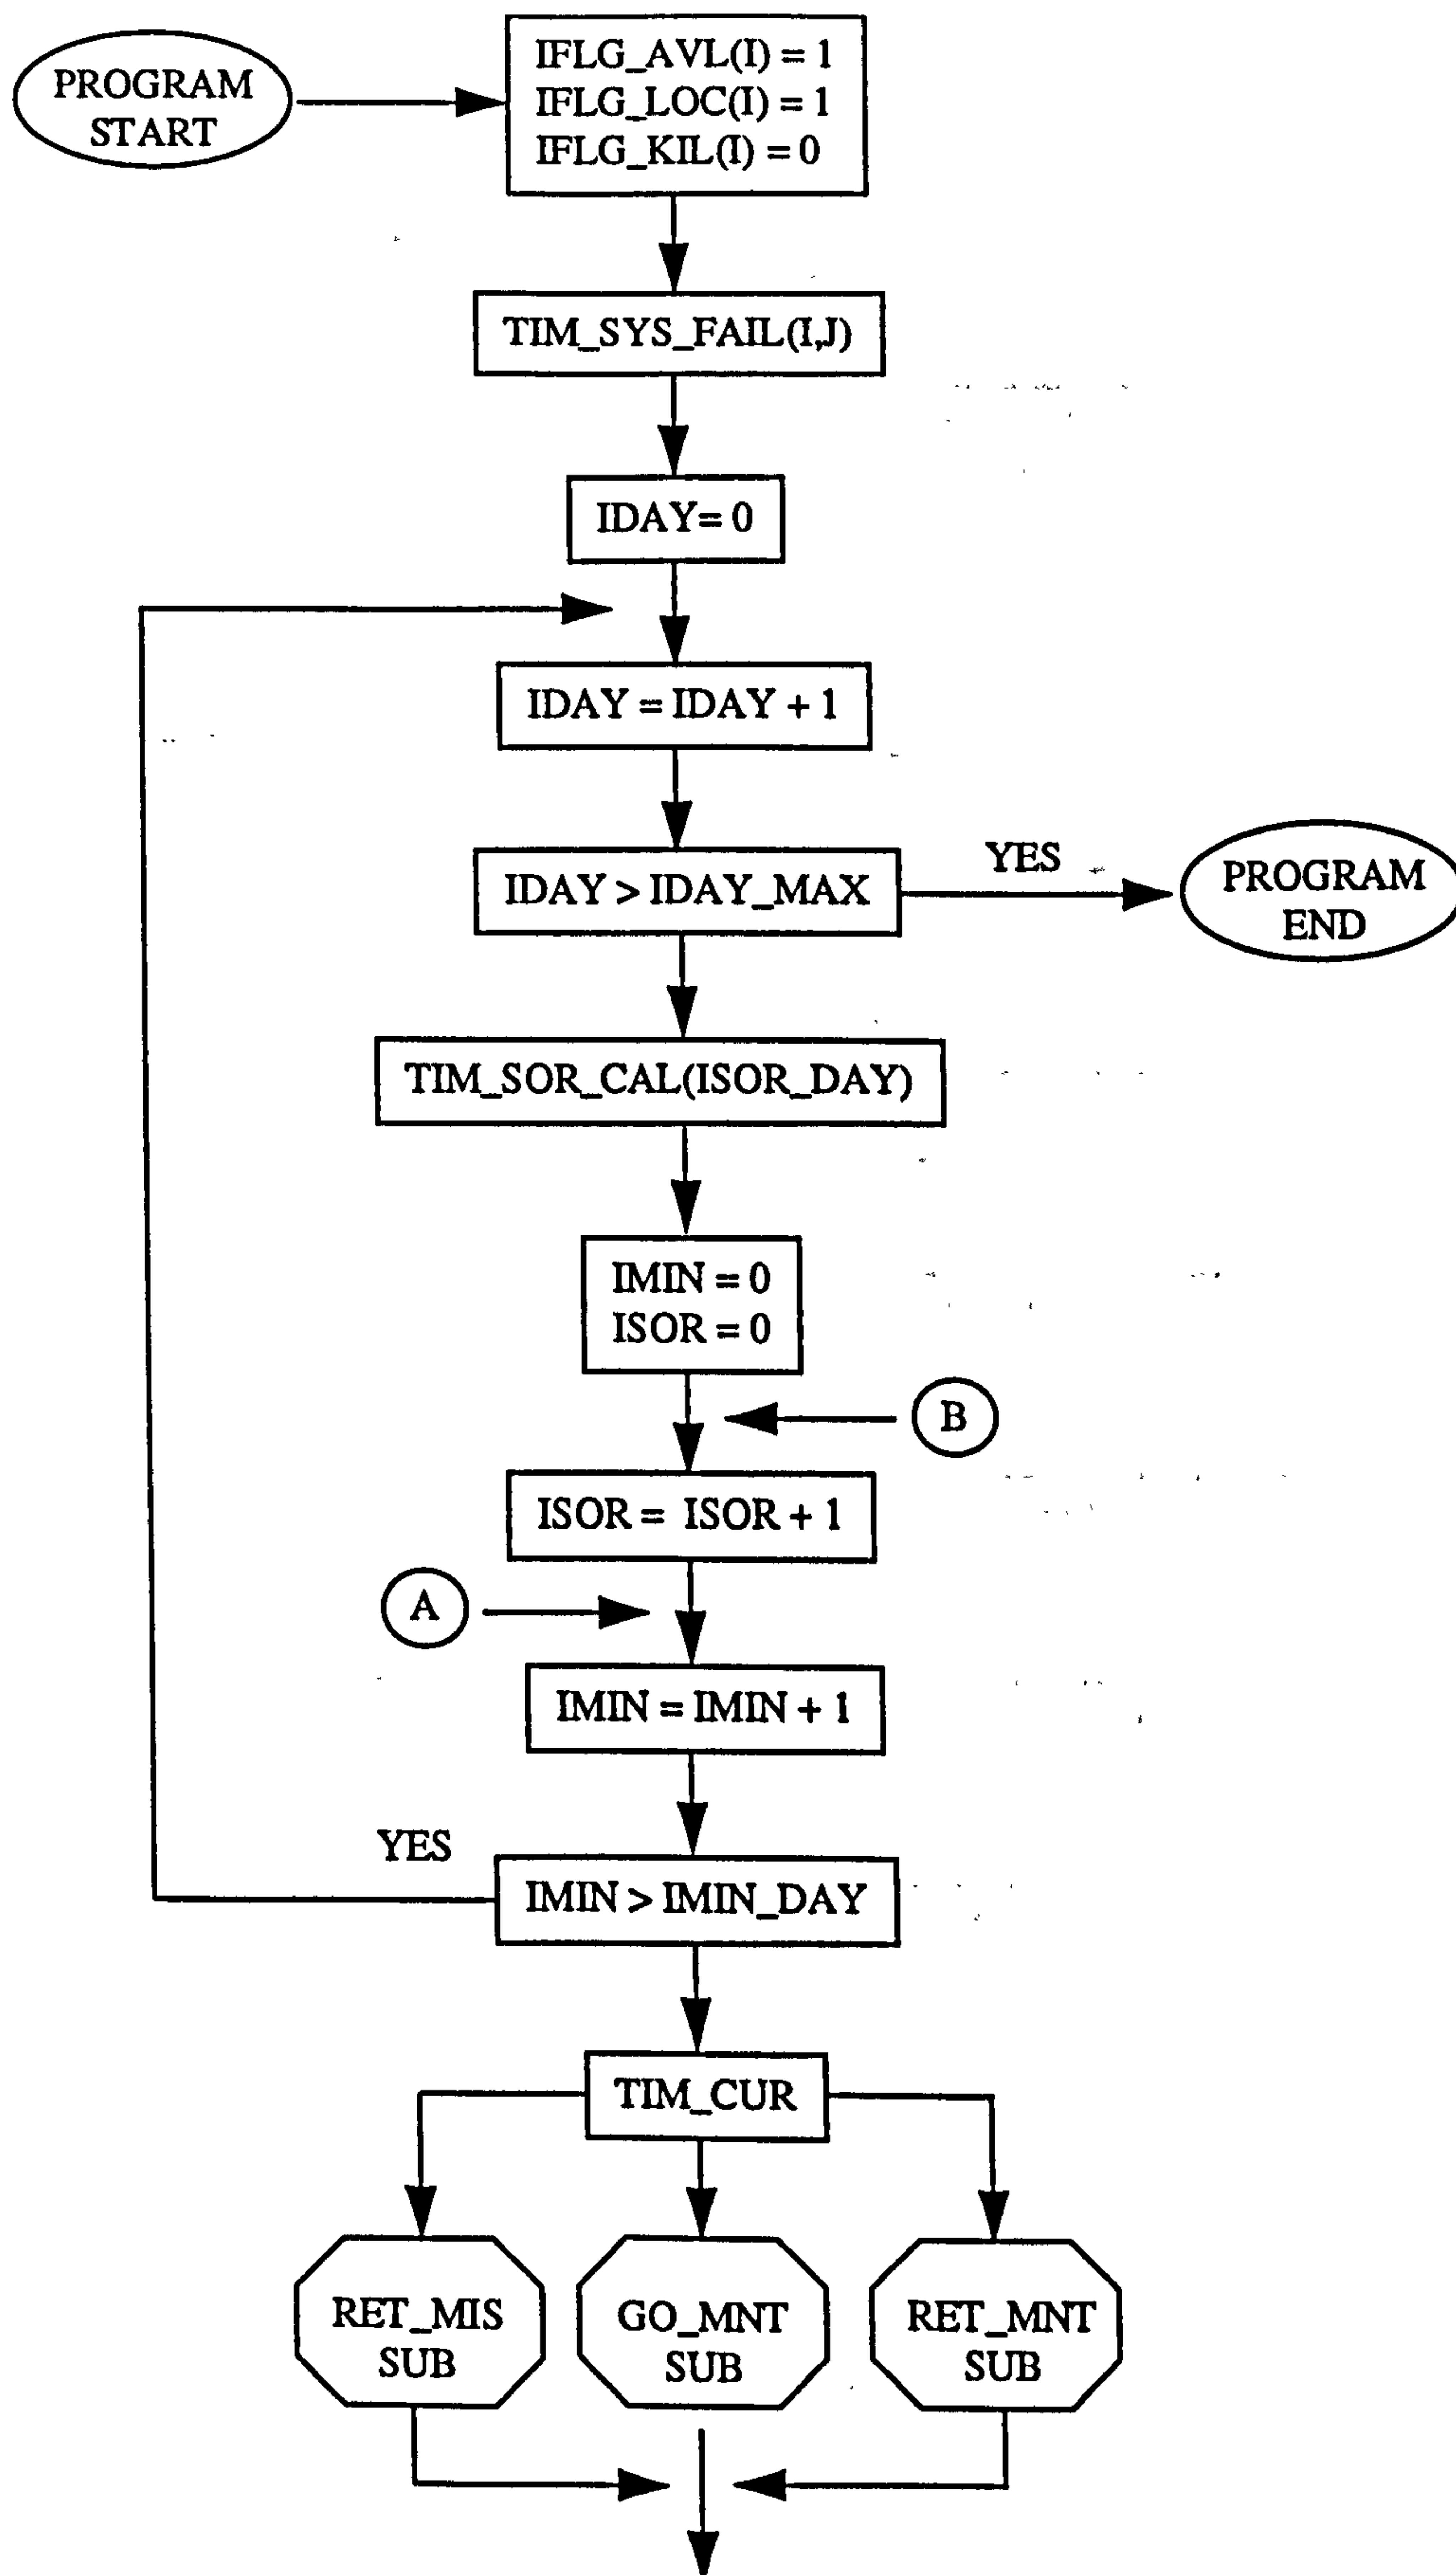 PROGRAM
START
IFLG_AVL(I) = 1
IFLG_LOC(I) = 1
IFLG_KIL(I) = 0
TIM_SYS_FAIL(I,J)
IDAY= 0
IDAY = IDAY + 1
IDAY > IDAY_MAX
YES
PROGRAM
END
TIM_SOR_CAL(ISOR_DAY)
IMIN = 0
ISOR = 0
B
ISOR = ISOR + 1
A
IMIN = IMIN + 1
YES
IMIN > IMIN_DAY
TIM_CUR
RET_MIS
SUB
GO_MNT
SUB
RET_MNT
SUB